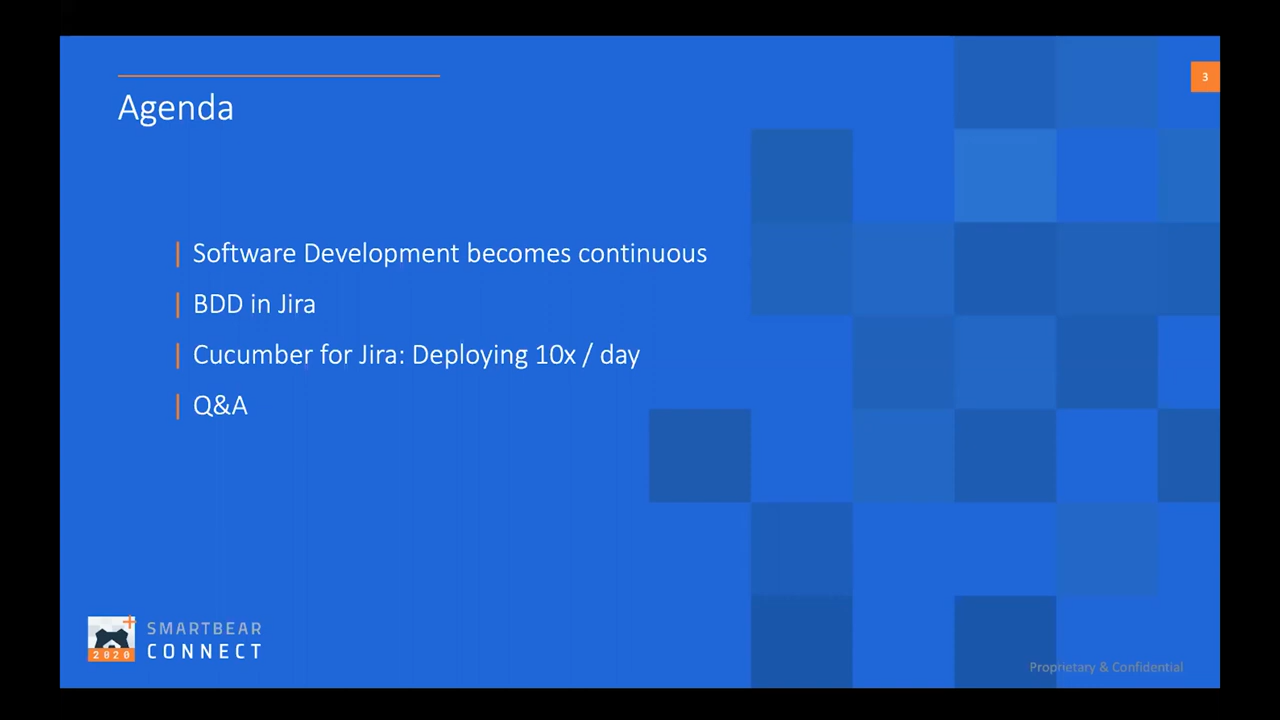 3
Agenda
Software Development becomes continuous
BDD in Jira
Cucumber for Jira: Deploying 10x / day
Q&A
2020
SMARTBEAR
CONNECT
Proprietary & Confidential